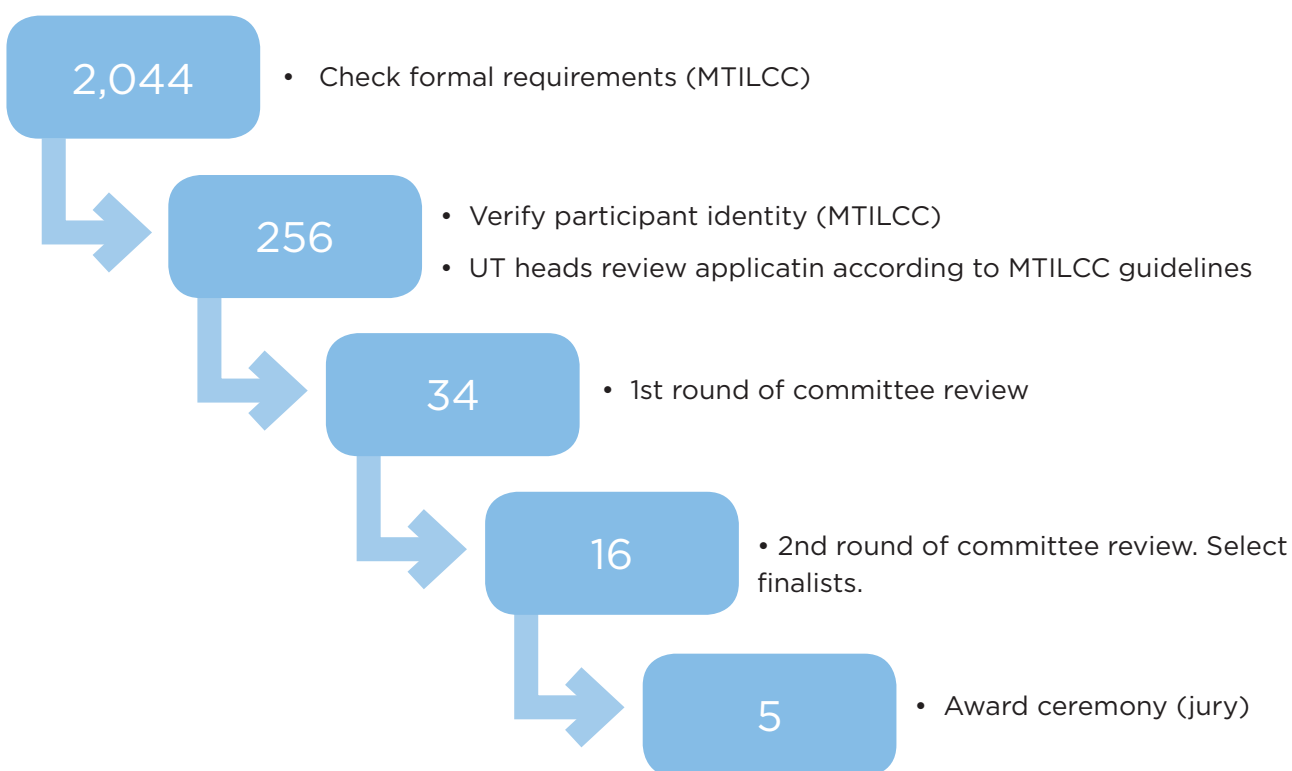 2,044
• Check formal requirements (MTILCC)
256
• Verify participant identity (MTILCC)
• UT heads review applicatin according to MTILCC guidelines
34
• 1st round of committee review
16
• 2nd round of committee review. Select
finalists.
5
• Award ceremony (jury)